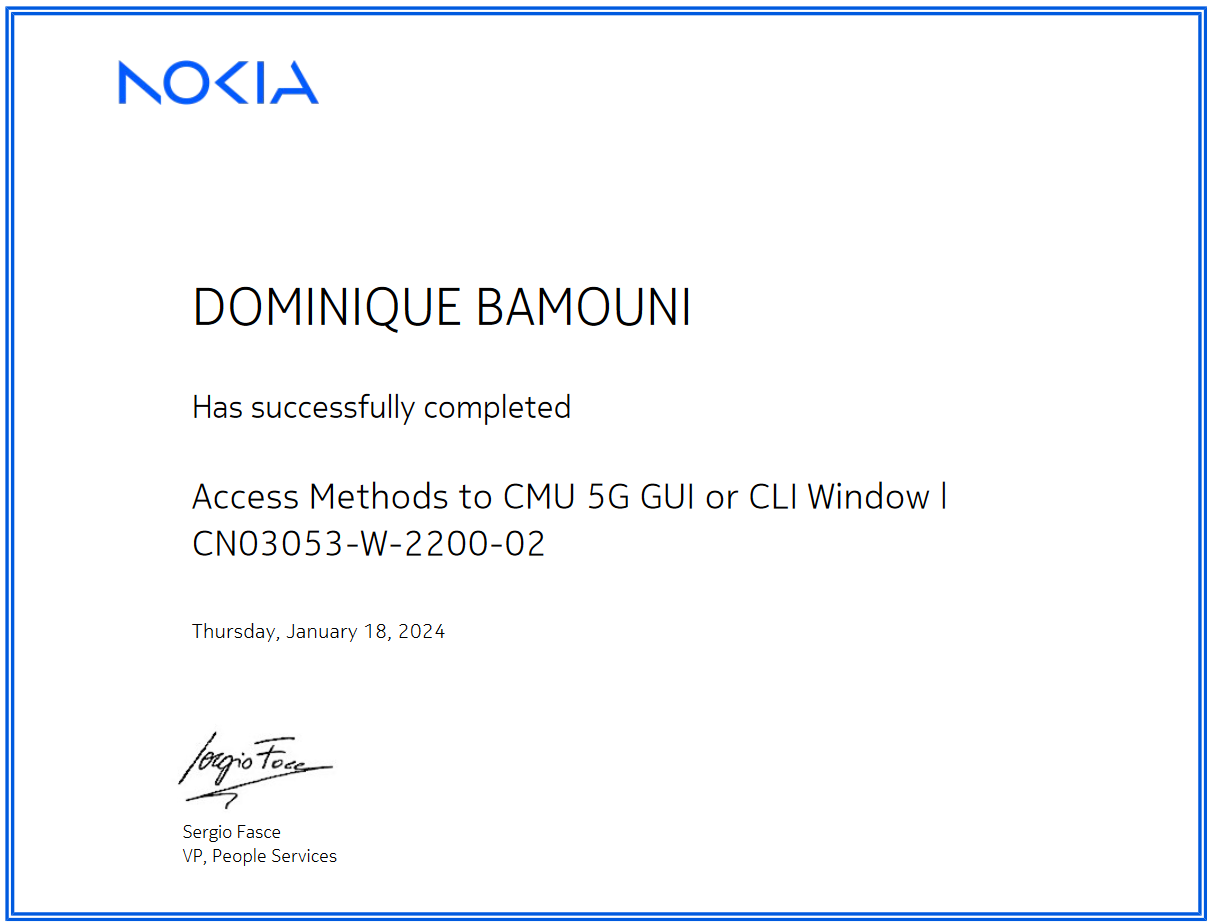 NOKIA
DOMINIQUE BAMOUNI
Has successfully completed
Access Methods to CMU 5G GUI or CLI Window |
CN03053-W-2200-02
Thursday, January 18, 2024
Sergio Fasce
Sergio Fasce
VP, People Services